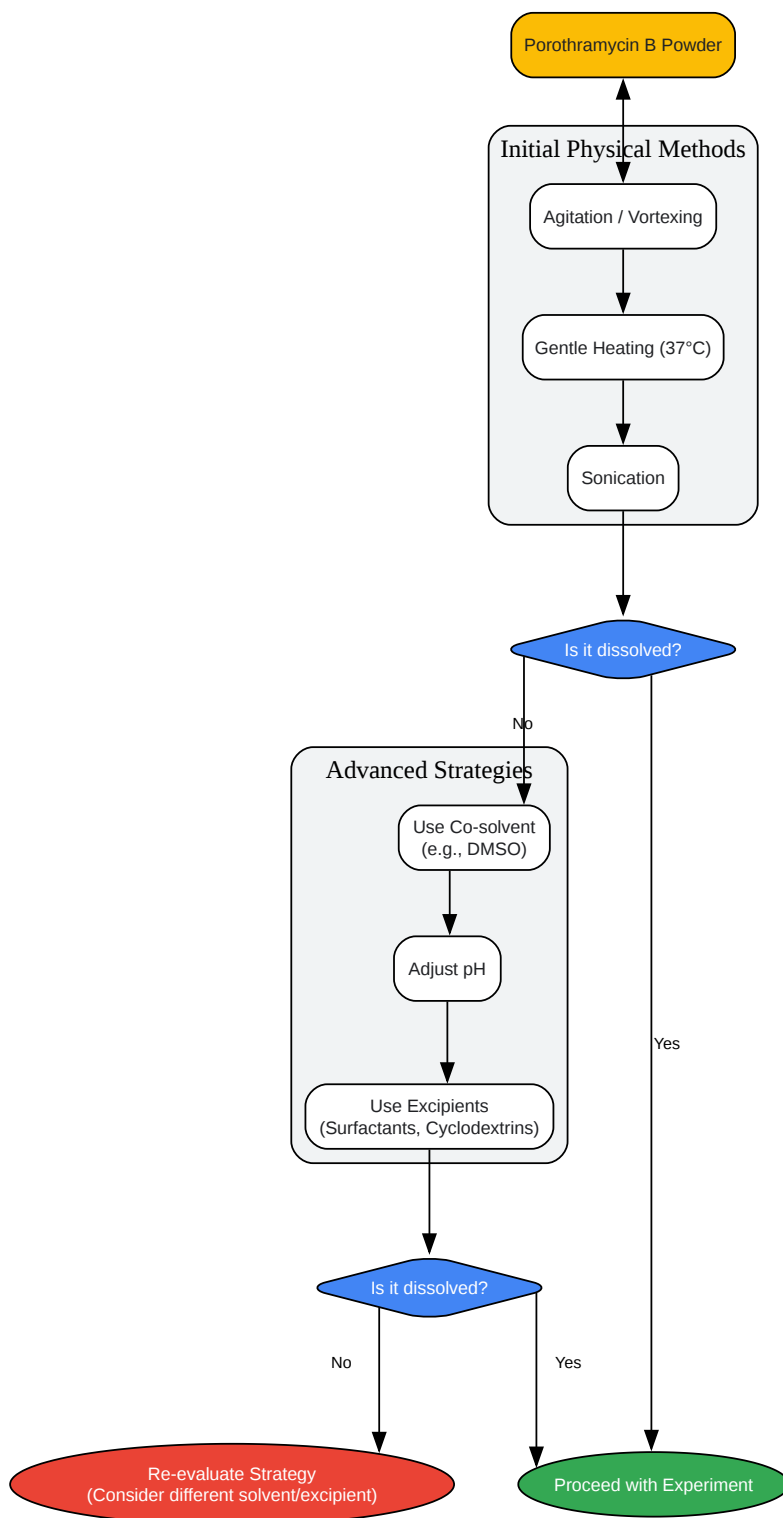 Porothramycin B Powder
Initial Physical Methods
Agitation / Vortexing
Gentle Heating (37°C)
Sonication
Is it dissolved?
No
Advanced Strategies
Use Co-solvent
(e.g., DMSO)
Adjust pH
Yes
Use Excipients
(Surfactants, Cyclodextrins)
Is it dissolved?
No
Yes
Re-evaluate Strategy
(Consider different solvent/excipient)
Proceed with Experiment